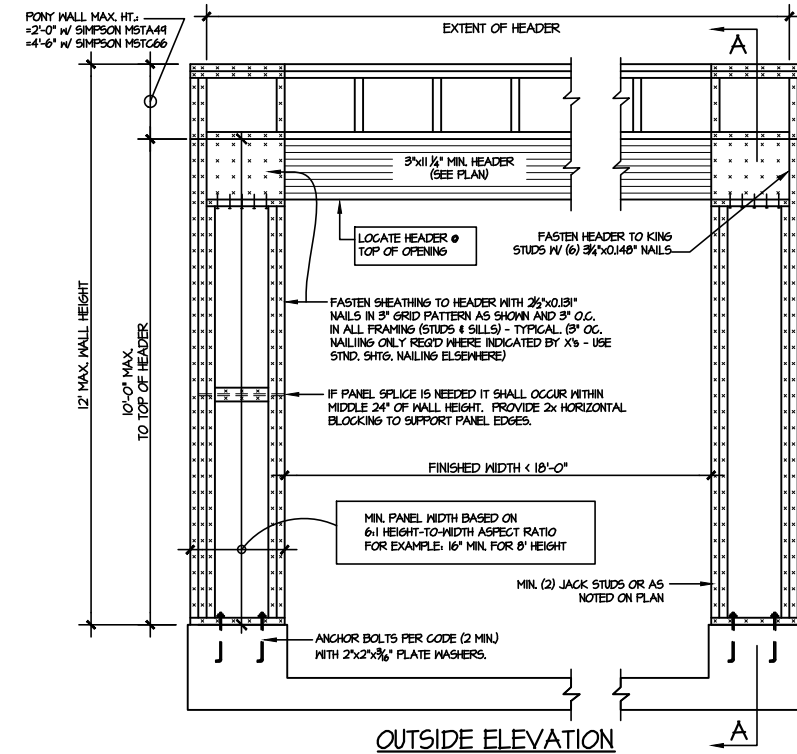 PONY WALL MAX. HT.:
=2'-0" W/ SIMPSON MSTA49
=4'-6" W/ SIMPSON MSTC66
EXTENT OF HEADER
A
3"x11 1/4" MIN. HEADER
(SEE PLAN)
LOCATE HEADER @
TOP OF OPENING
FASTEN HEADER TO KING
STUDS W/ (6) 3 1/4"x0.148" NAILS
12' MAX. WALL HEIGHT
10'-0" MAX.
TO TOP OF HEADER
FASTEN SHEATHING TO HEADER WITH 2 1/2"x0.131"
NAILS IN 3" GRID PATTERN AS SHOWN AND 3" O.C.
IN ALL FRAMING (STUDS & SILLS) - TYPICAL. (3" OC.
NAILIING ONLY REQ'D WHERE INDICATED BY X's - USE
STND. SHTG. NAILING ELSEWHERE)
IF PANEL SPLICE IS NEEDED IT SHALL OCCUR WITHIN
MIDDLE 24" OF WALL HEIGHT. PROVIDE 2x HORIZONTAL
BLOCKING TO SUPPORT PANEL EDGES.
FINISHED WIDTH < 18'-0"
MIN. PANEL WIDTH BASED ON
6:1 HEIGHT-TO-WIDTH ASPECT RATIO
FOR EXAMPLE: 16" MIN. FOR 8' HEIGHT
MIN. (2) JACK STUDS OR AS
NOTED ON PLAN
ANCHOR BOLTS PER CODE (2 MIN.)
WITH 2"x2"x3/16" PLATE WASHERS.
OUTSIDE ELEVATION
A